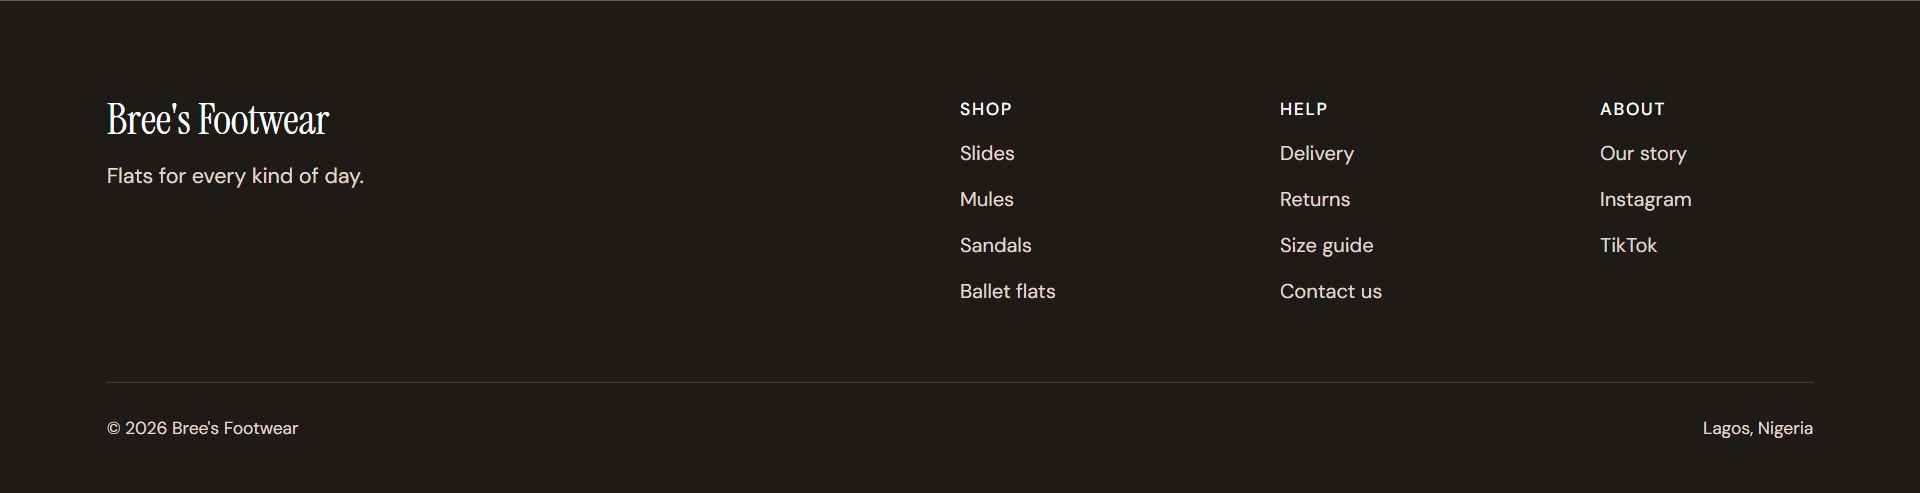 Bree's Footwear
Flats for every kind of day.
SHOP
Slides
Mules
Sandals
Ballet flats
HELP
Delivery
Returns
Size guide
Contact us
ABOUT
Our story
Instagram
TikTok
© 2026 Bree's Footwear
Lagos, Nigeria